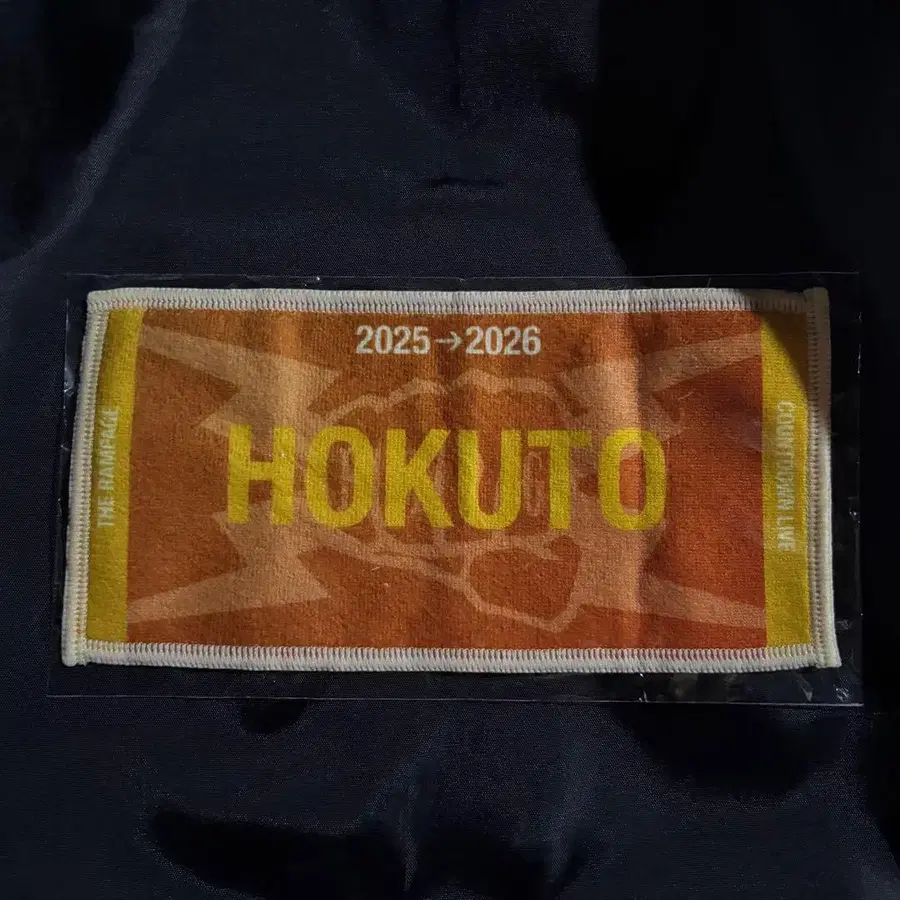 2025→2026
THE RAMPAGE
HOKUTO
COUNTDOWN LIVE